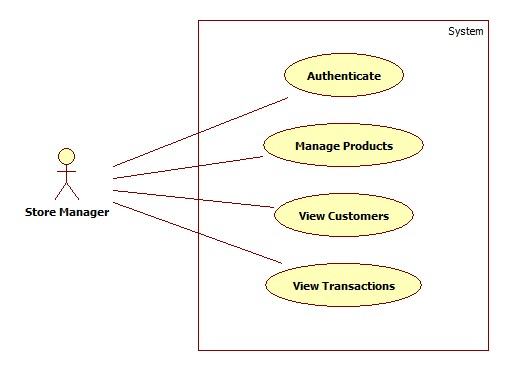 System
Authenticate
Manage Products
Store Manager
View Customers
View Transactions